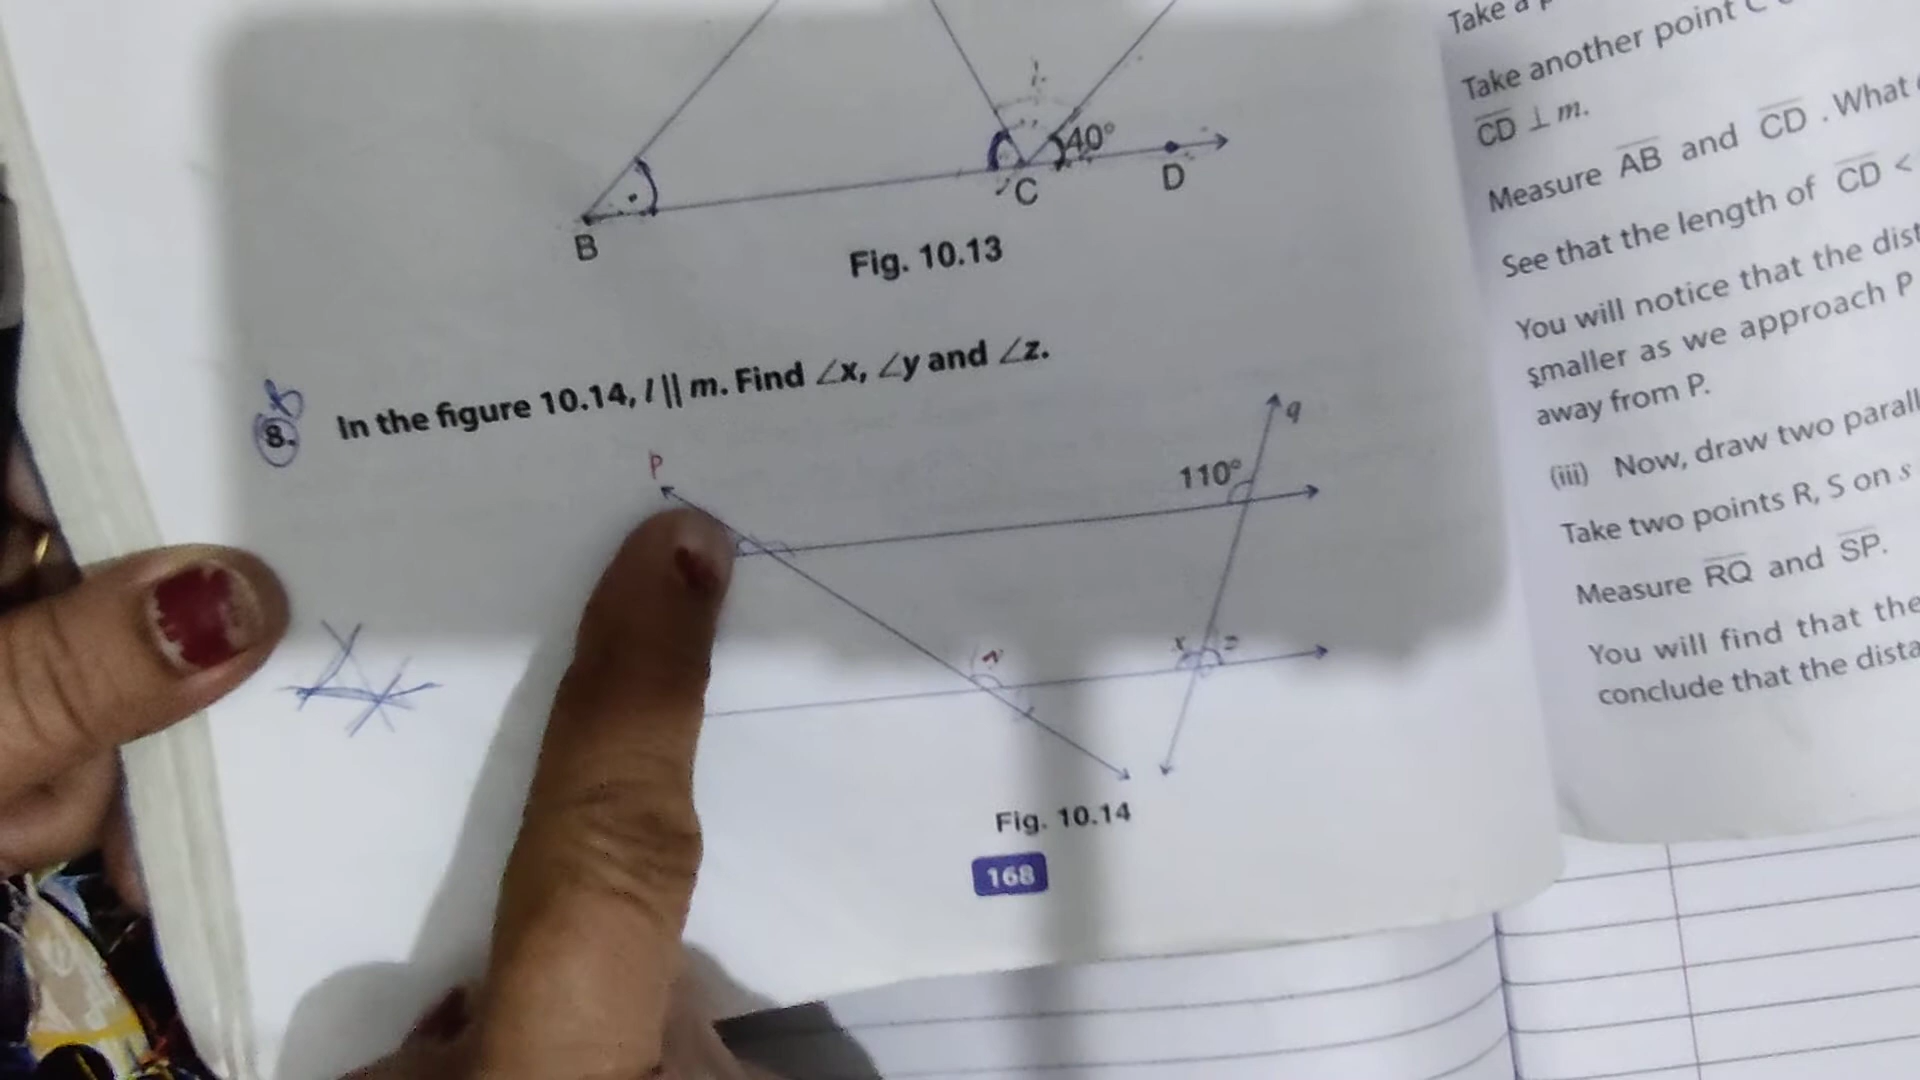 40°
B
C
D
Fig. 10.13
8. In the figure 10.14, l || m. Find ∠x, ∠y and ∠z.
P
q
110°
x
z
Fig. 10.14
168
Take a
Take another point C
CD ⊥ m.
Measure AB and CD . What
See that the length of CD <
You will notice that the dist
smaller as we approach P
away from P.
(iii) Now, draw two parall
Take two points R, S on s
Measure RQ and SP.
You will find that the
conclude that the dista